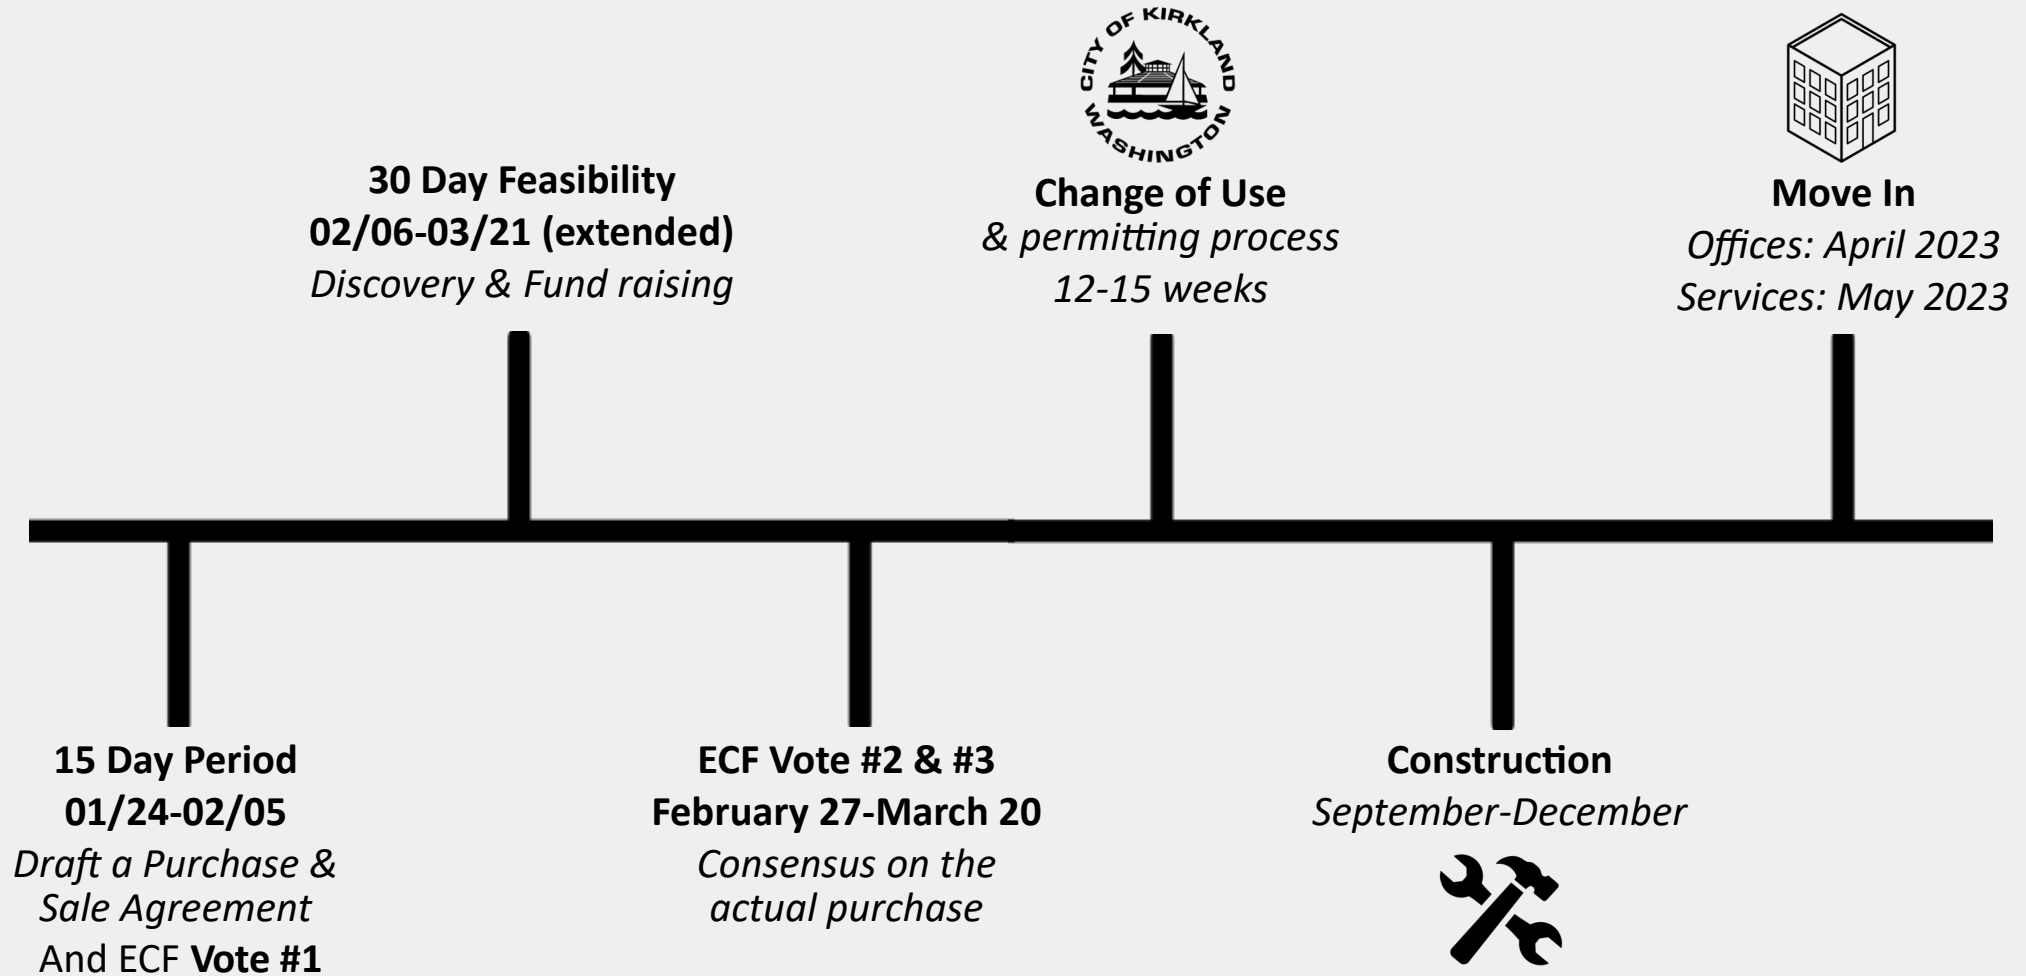 CITY OF KIRKLAND
WASHINGTON
30 Day Feasibility
02/06-03/21 (extended)
Discovery & Fund raising
Change of Use
& permitting process
12-15 weeks
Move In
Offices: April 2023
Services: May 2023
15 Day Period
01/24-02/05
Draft a Purchase &
Sale Agreement
And ECF Vote #1
ECF Vote #2 & #3
February 27-March 20
Consensus on the
actual purchase
Construction
September-December